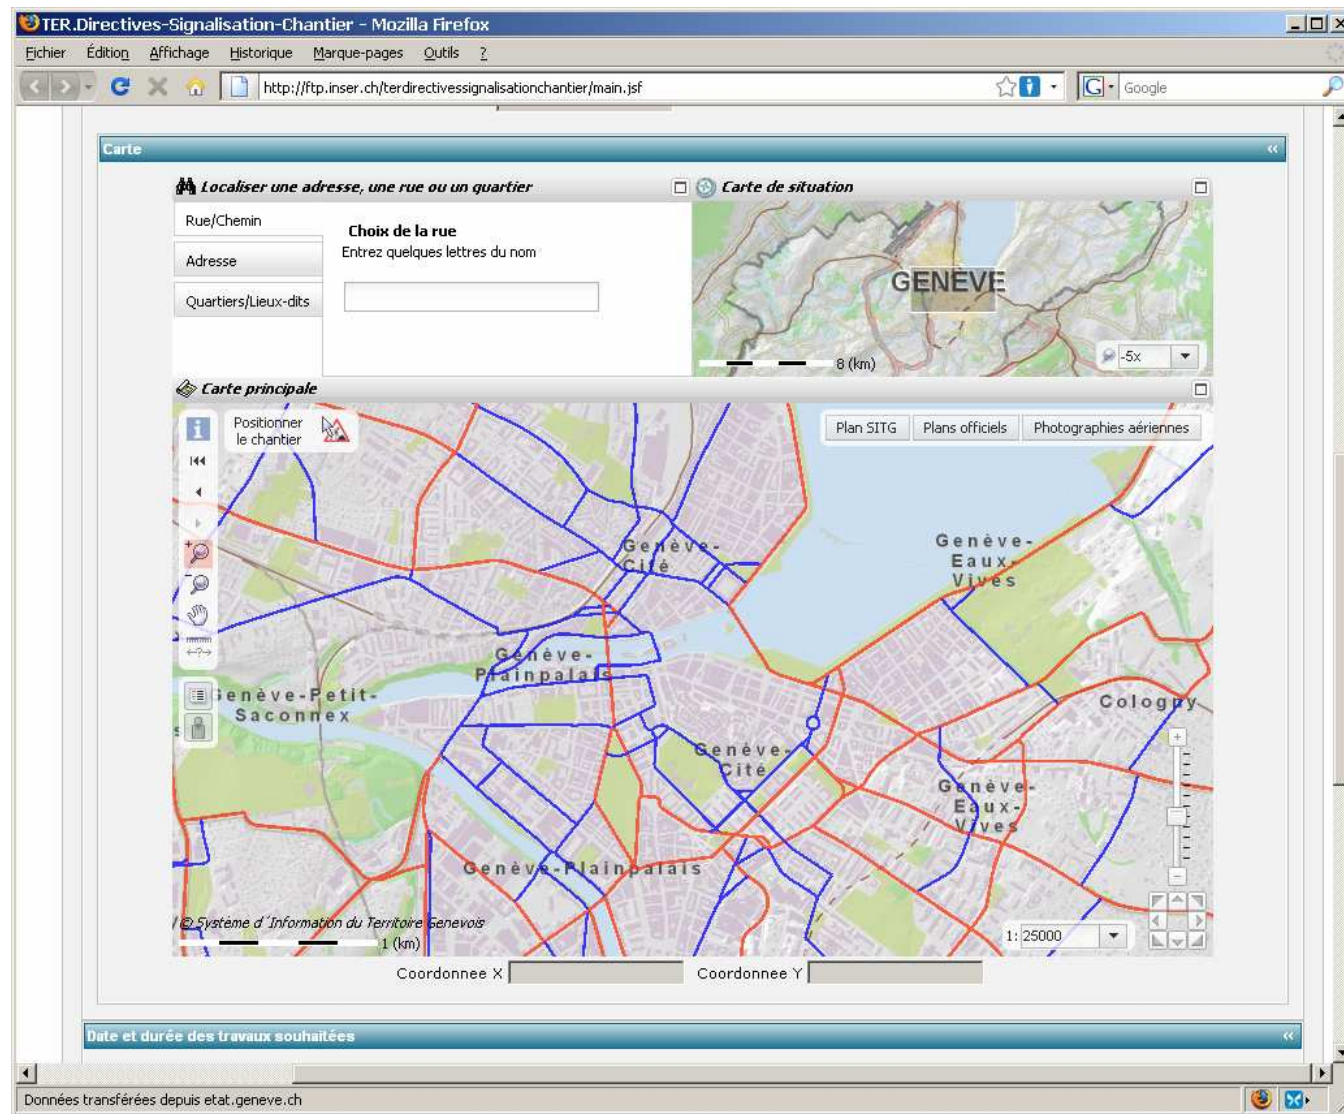 TER.Directives-Signalisation-Chantier - Mozilla Firefox
Fichier Édition Affichage Historique Marque-pages Outils ?
http://ftp.inser.ch/terdirectivessignalisationchantier/main.jsf
G Google
Carte
Localiser une adresse, une rue ou un quartier
Carte de situation
Rue/Chemin
Adresse
Quartiers/Lieux-dits
Choix de la rue
Entrez quelques lettres du nom
GENÈVE
8 (km)
-5x
Carte principale
Positionner
le chantier
Plan SITG
Plans officiels
Photographies aériennes
Genève-
Cité
Genève-
Eaux-
Vives
Genève-
Plainpalais
Genève-Petit-
Saconnex
Cologny
Genève-
Cité
Genève-
Eaux-
Vives
Genève-Plainpalais
© Système d'Information du Territoire Genevois
1 (km)
1: 25000
Coordonnee X
Coordonnee Y
Date et durée des travaux souhaitées
Données transférées depuis etat.geneve.ch